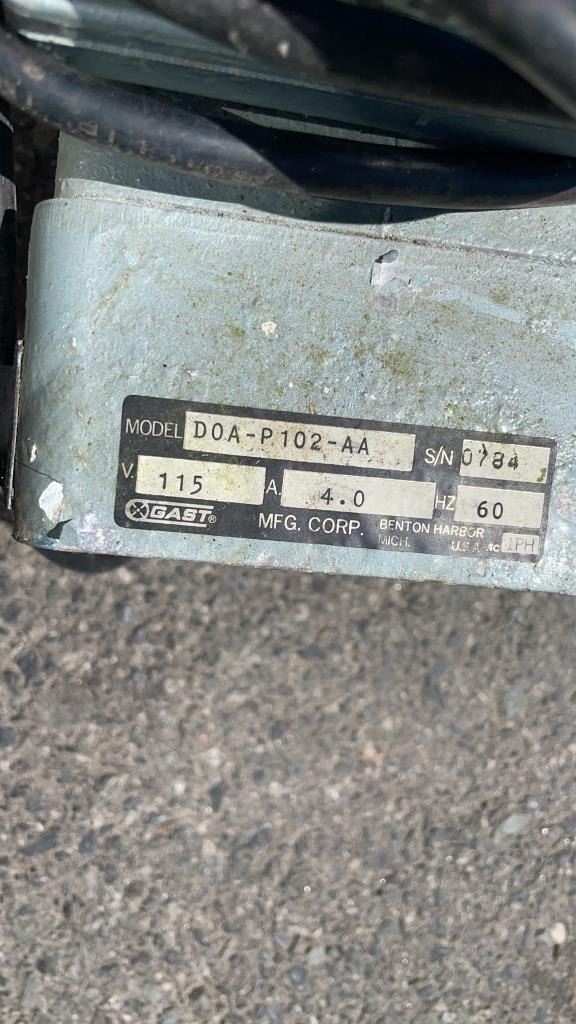 MODEL DOA-P102-AA S/N 0784
V. 115 A. 4.0 HZ 60
GAST® MFG. CORP. BENTON HARBOR
MICH. U.S.A. 1PH